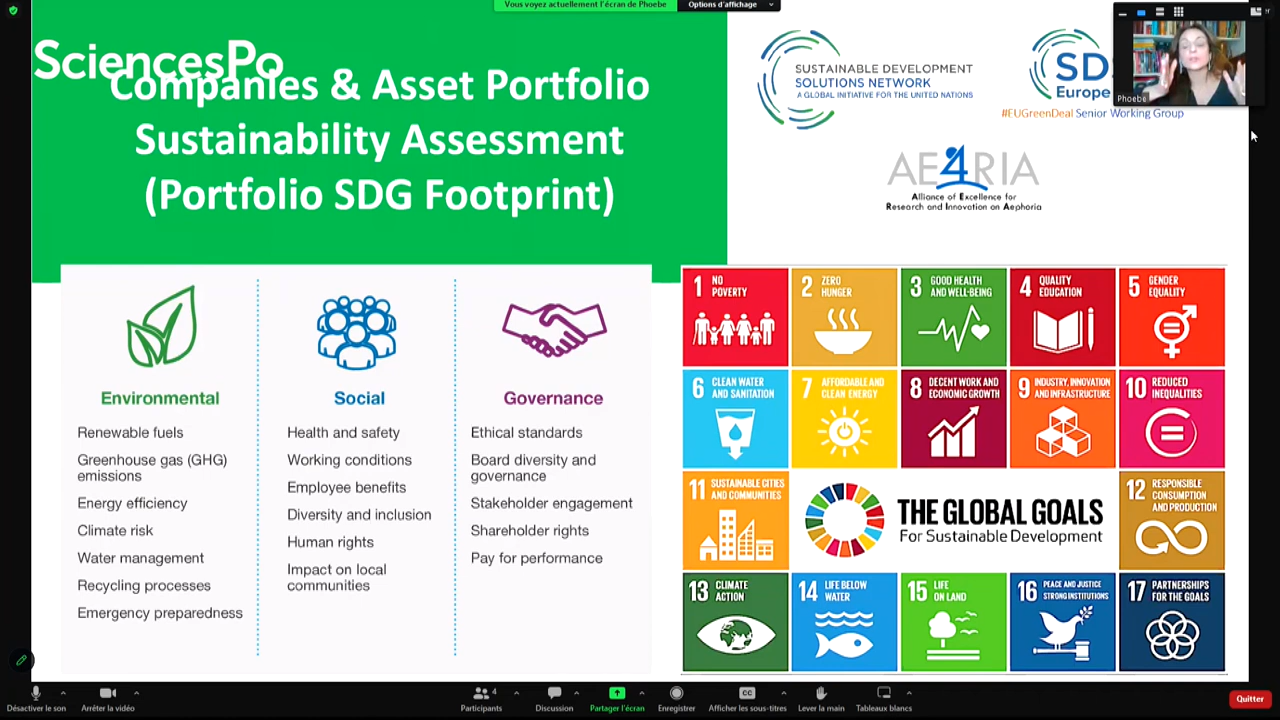 Vous voyez actuellement l'écran de Phoebe
Options d'affichage
SciencesPo
Companies & Asset Portfolio
Sustainability Assessment
(Portfolio SDG Footprint)
SUSTAINABLE DEVELOPMENT
SOLUTIONS NETWORK
A GLOBAL INITIATIVE FOR THE UNITED NATIONS
Europe
#EUGreenDeal Senior Working Group
Phoebe
AE4RIA
Alliance of Excellence for
Research and Innovation on Aephoria
Environmental
Renewable fuels
Greenhouse gas (GHG)
emissions
Energy efficiency
Climate risk
Water management
Recycling processes
Emergency preparedness
Social
Health and safety
Working conditions
Employee benefits
Diversity and inclusion
Human rights
Impact on local
communities
Governance
Ethical standards
Board diversity and
governance
Stakeholder engagement
Shareholder rights
Pay for performance
1 NO
POVERTY
2 ZERO
HUNGER
3 GOOD HEALTH
AND WELL-BEING
4 QUALITY
EDUCATION
5 GENDER
EQUALITY
6 CLEAN WATER
AND SANITATION
7 AFFORDABLE AND
CLEAN ENERGY
8 DECENT WORK AND
ECONOMIC GROWTH
9 INDUSTRY, INNOVATION
AND INFRASTRUCTURE
10 REDUCED
INEQUALITIES
11 SUSTAINABLE CITIES
AND COMMUNITIES
THE GLOBAL GOALS
For Sustainable Development
12 RESPONSIBLE
CONSUMPTION
AND PRODUCTION
13 CLIMATE
ACTION
14 LIFE BELOW
WATER
15 LIFE
ON LAND
16 PEACE AND JUSTICE
STRONG INSTITUTIONS
17 PARTNERSHIPS
FOR THE GOALS
Désactiver le son
Arrêter la vidéo
4
Participants
Discussion
Partager l'écran
Enregistrer
CC
Afficher les sous-titres
Lever la main
Tableaux blancs
Quitter